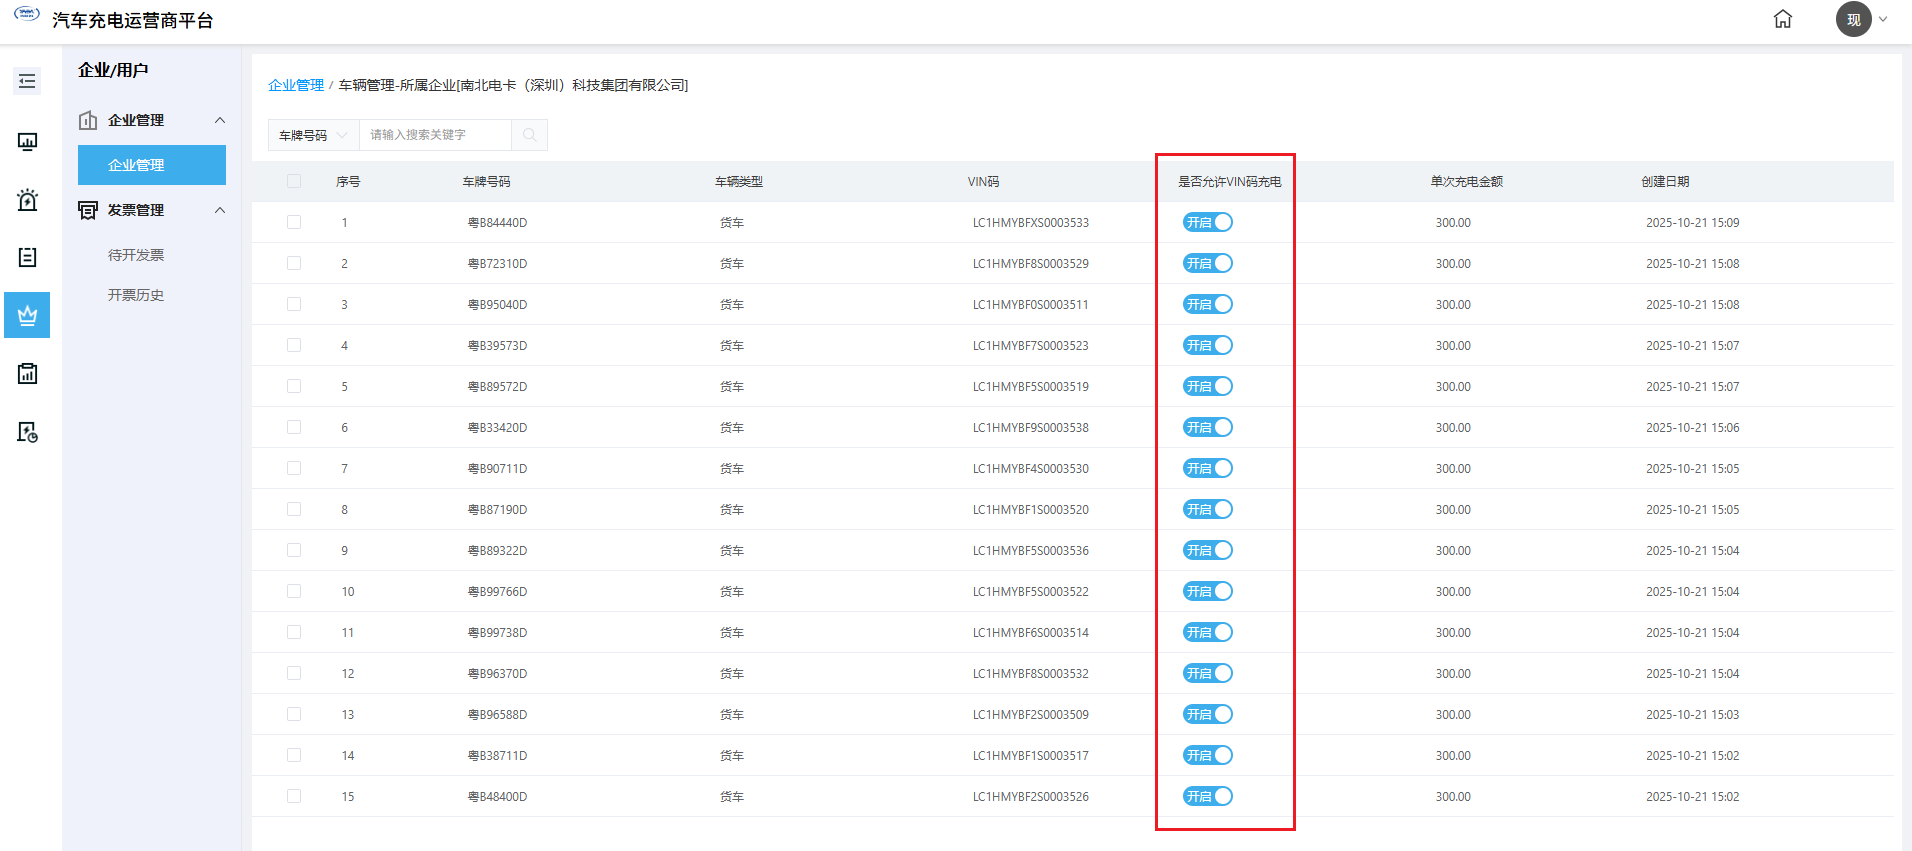 汽车充电运营商平台
现
企业/用户
企业管理
企业管理
发票管理
待开发票
开票历史
企业管理 / 车辆管理-所属企业[南北电卡（深圳）科技集团有限公司]
车牌号码 请输入搜索关键字
序号 车牌号码 车辆类型 VIN码 是否允许VIN码充电 单次充电金额 创建日期
1 粤B84440D 货车 LC1HMYBFXS0003533 开启 300.00 2025-10-21 15:09
2 粤B72310D 货车 LC1HMYBF8S0003529 开启 300.00 2025-10-21 15:08
3 粤B95040D 货车 LC1HMYBF0S0003511 开启 300.00 2025-10-21 15:08
4 粤B39573D 货车 LC1HMYBF7S0003523 开启 300.00 2025-10-21 15:07
5 粤B89572D 货车 LC1HMYBF5S0003519 开启 300.00 2025-10-21 15:07
6 粤B33420D 货车 LC1HMYBF9S0003538 开启 300.00 2025-10-21 15:06
7 粤B90711D 货车 LC1HMYBF4S0003530 开启 300.00 2025-10-21 15:05
8 粤B87190D 货车 LC1HMYBF1S0003520 开启 300.00 2025-10-21 15:05
9 粤B89322D 货车 LC1HMYBF5S0003536 开启 300.00 2025-10-21 15:04
10 粤B99766D 货车 LC1HMYBF5S0003522 开启 300.00 2025-10-21 15:04
11 粤B99738D 货车 LC1HMYBF6S0003514 开启 300.00 2025-10-21 15:04
12 粤B96370D 货车 LC1HMYBF8S0003532 开启 300.00 2025-10-21 15:04
13 粤B96588D 货车 LC1HMYBF2S0003509 开启 300.00 2025-10-21 15:03
14 粤B38711D 货车 LC1HMYBF1S0003517 开启 300.00 2025-10-21 15:02
15 粤B48400D 货车 LC1HMYBF2S0003526 开启 300.00 2025-10-21 15:02